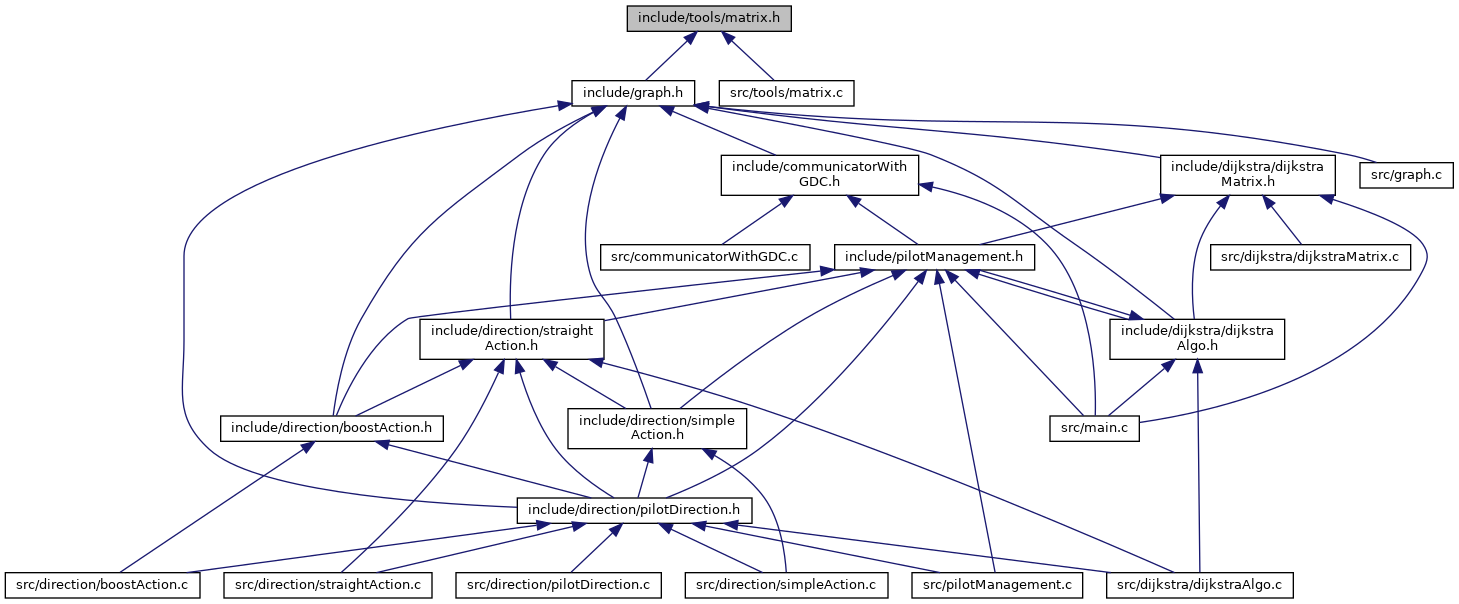 include/tools/matrix.h
include/graph.h
src/tools/matrix.c
include/communicatorWith
GDC.h
include/dijkstra/dijkstra
Matrix.h
src/graph.c
src/communicatorWithGDC.c
include/pilotManagement.h
src/dijkstra/dijkstraMatrix.c
include/direction/straight
Action.h
include/dijkstra/dijkstra
Algo.h
include/direction/boostAction.h
include/direction/simple
Action.h
src/main.c
include/direction/pilotDirection.h
src/direction/boostAction.c
src/direction/straightAction.c
src/direction/pilotDirection.c
src/direction/simpleAction.c
src/pilotManagement.c
src/dijkstra/dijkstraAlgo.c